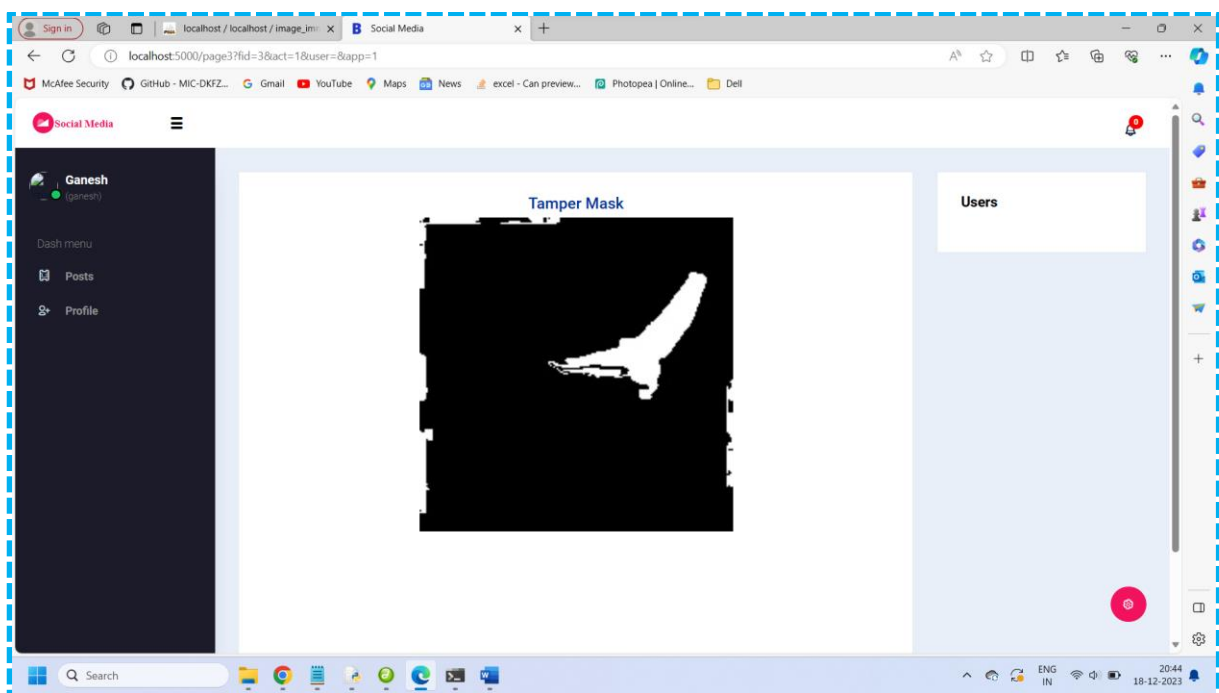 Sign in
localhost / localhost / image_im
Social Media
localhost:5000/page3?fid=3&act=1&user=&app=1
McAfee Security
GitHub - MIC-DKFZ...
Gmail
YouTube
Maps
News
excel - Can preview...
Photopea | Online...
Dell
Social Media
0
Ganesh
(ganesh)
Dash menu
Posts
Profile
Tamper Mask
Users
Search
ENG
IN
20:44
18-12-2023